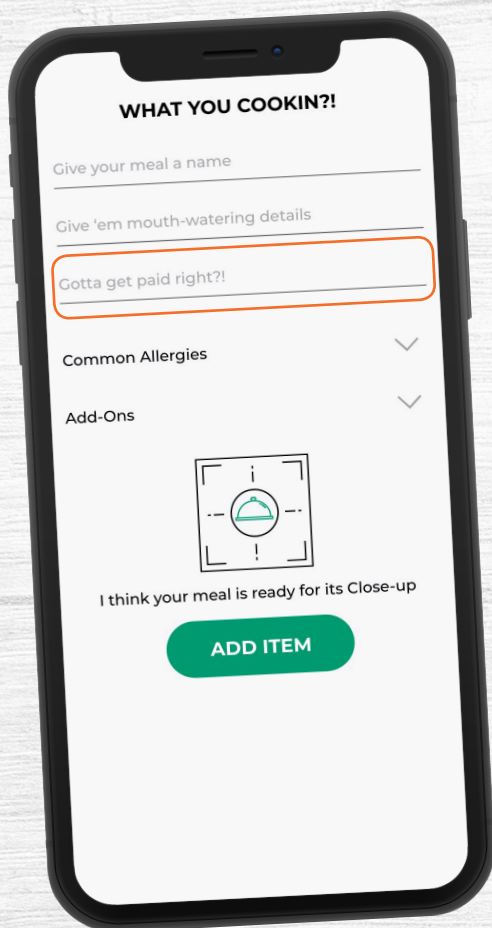 WHAT YOU COOKIN?!
Give your meal a name
Give ‘em mouth-watering details
Gotta get paid right?!
Common Allergies
Add-Ons
I think your meal is ready for its Close-up
ADD ITEM